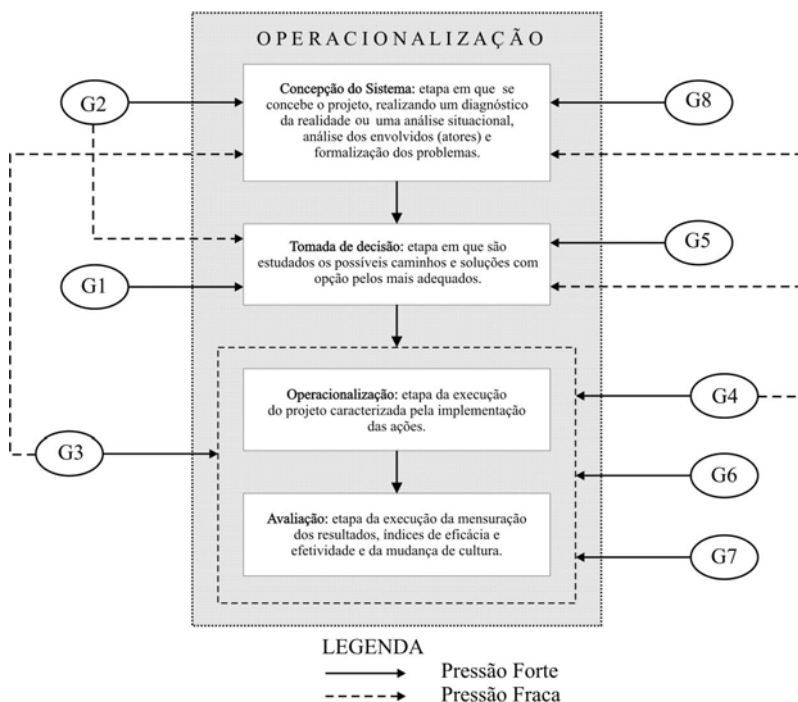 OPERACIONALIZAÇÃO
Concepção do Sistema: etapa em que se
concebe o projeto, realizando um diagnóstico
da realidade ou uma análise situacional,
análise dos envolvidos (atores) e
formalização dos problemas.
G2
G8
Tomada de decisão: etapa em que são
estudados os possíveis caminhos e soluções com
opção pelos mais adequados.
G5
G1
Operacionalização: etapa da execução
do projeto caracterizada pela implementação
das ações.
G4
G3
G6
Avaliação: etapa da execução da mensuração
dos resultados, índices de eficácia e
efetividade e da mudança de cultura.
G7
LEGENDA
Pressão Forte
Pressão Fraca